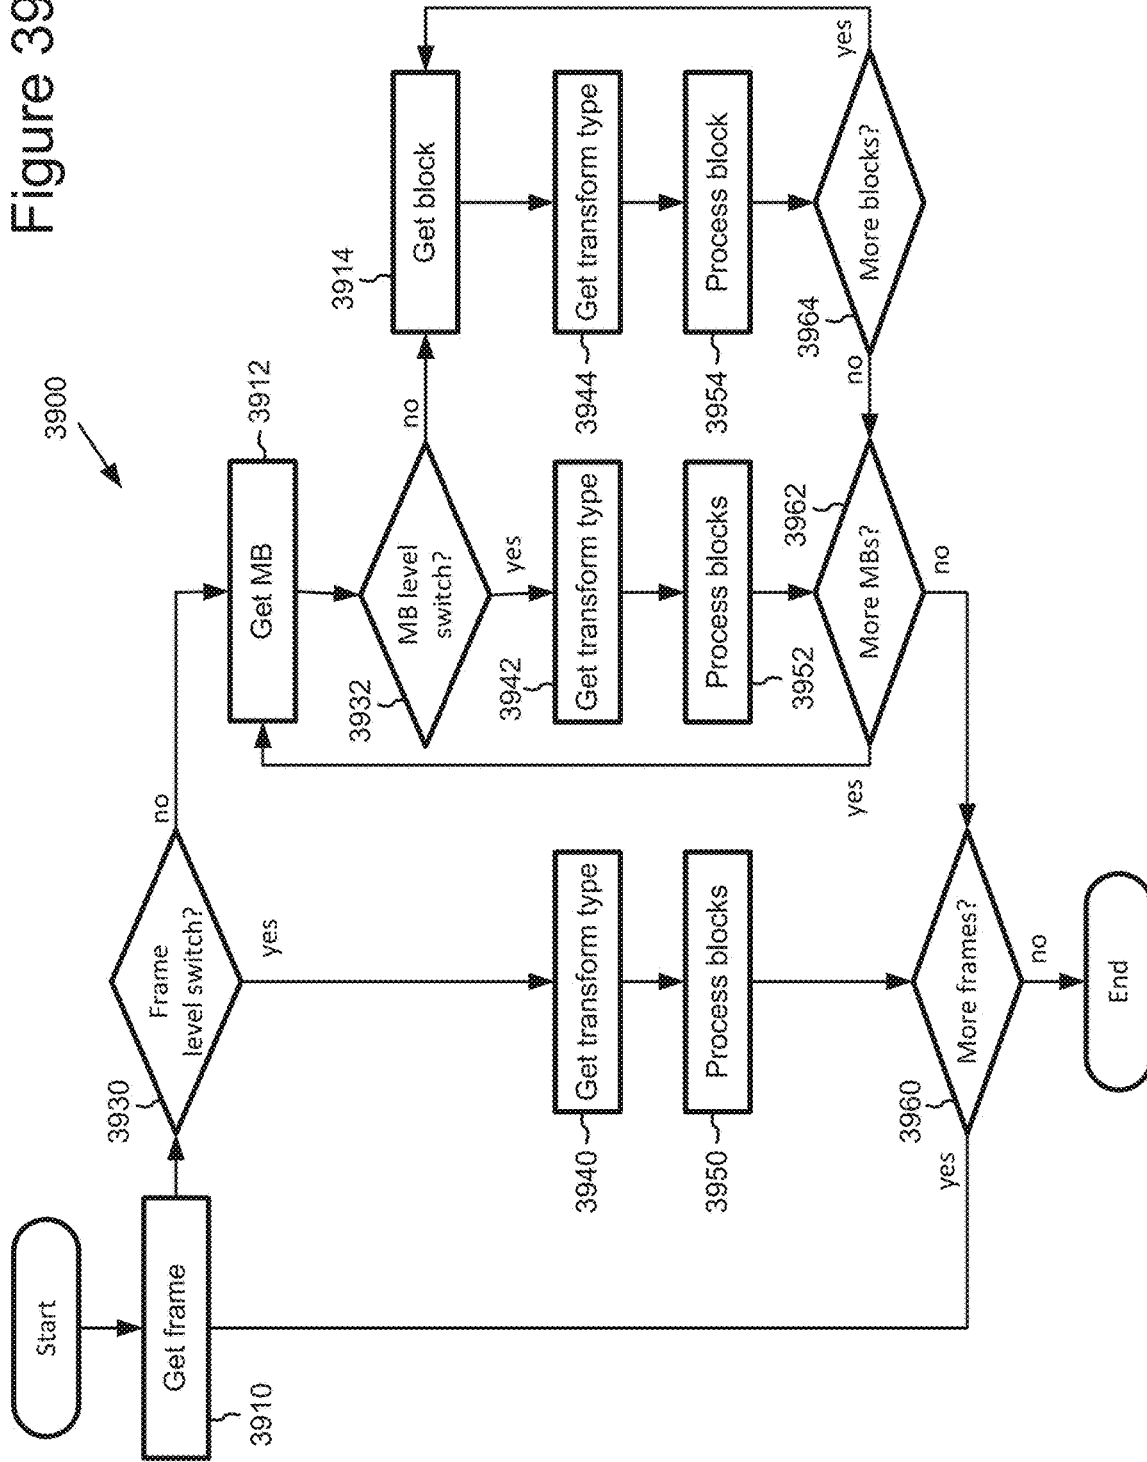 Figure 39
3900
Start
Get frame
3910
Frame
level switch?
3930
no
yes
Get MB
3912
MB level
switch?
3932
no
yes
Get block
3914
Get transform type
3940
Get transform type
3942
Get transform type
3944
Process blocks
3950
Process blocks
3952
Process block
3954
More blocks?
3964
yes
no
More MBs?
3962
yes
no
More frames?
3960
yes
no
End